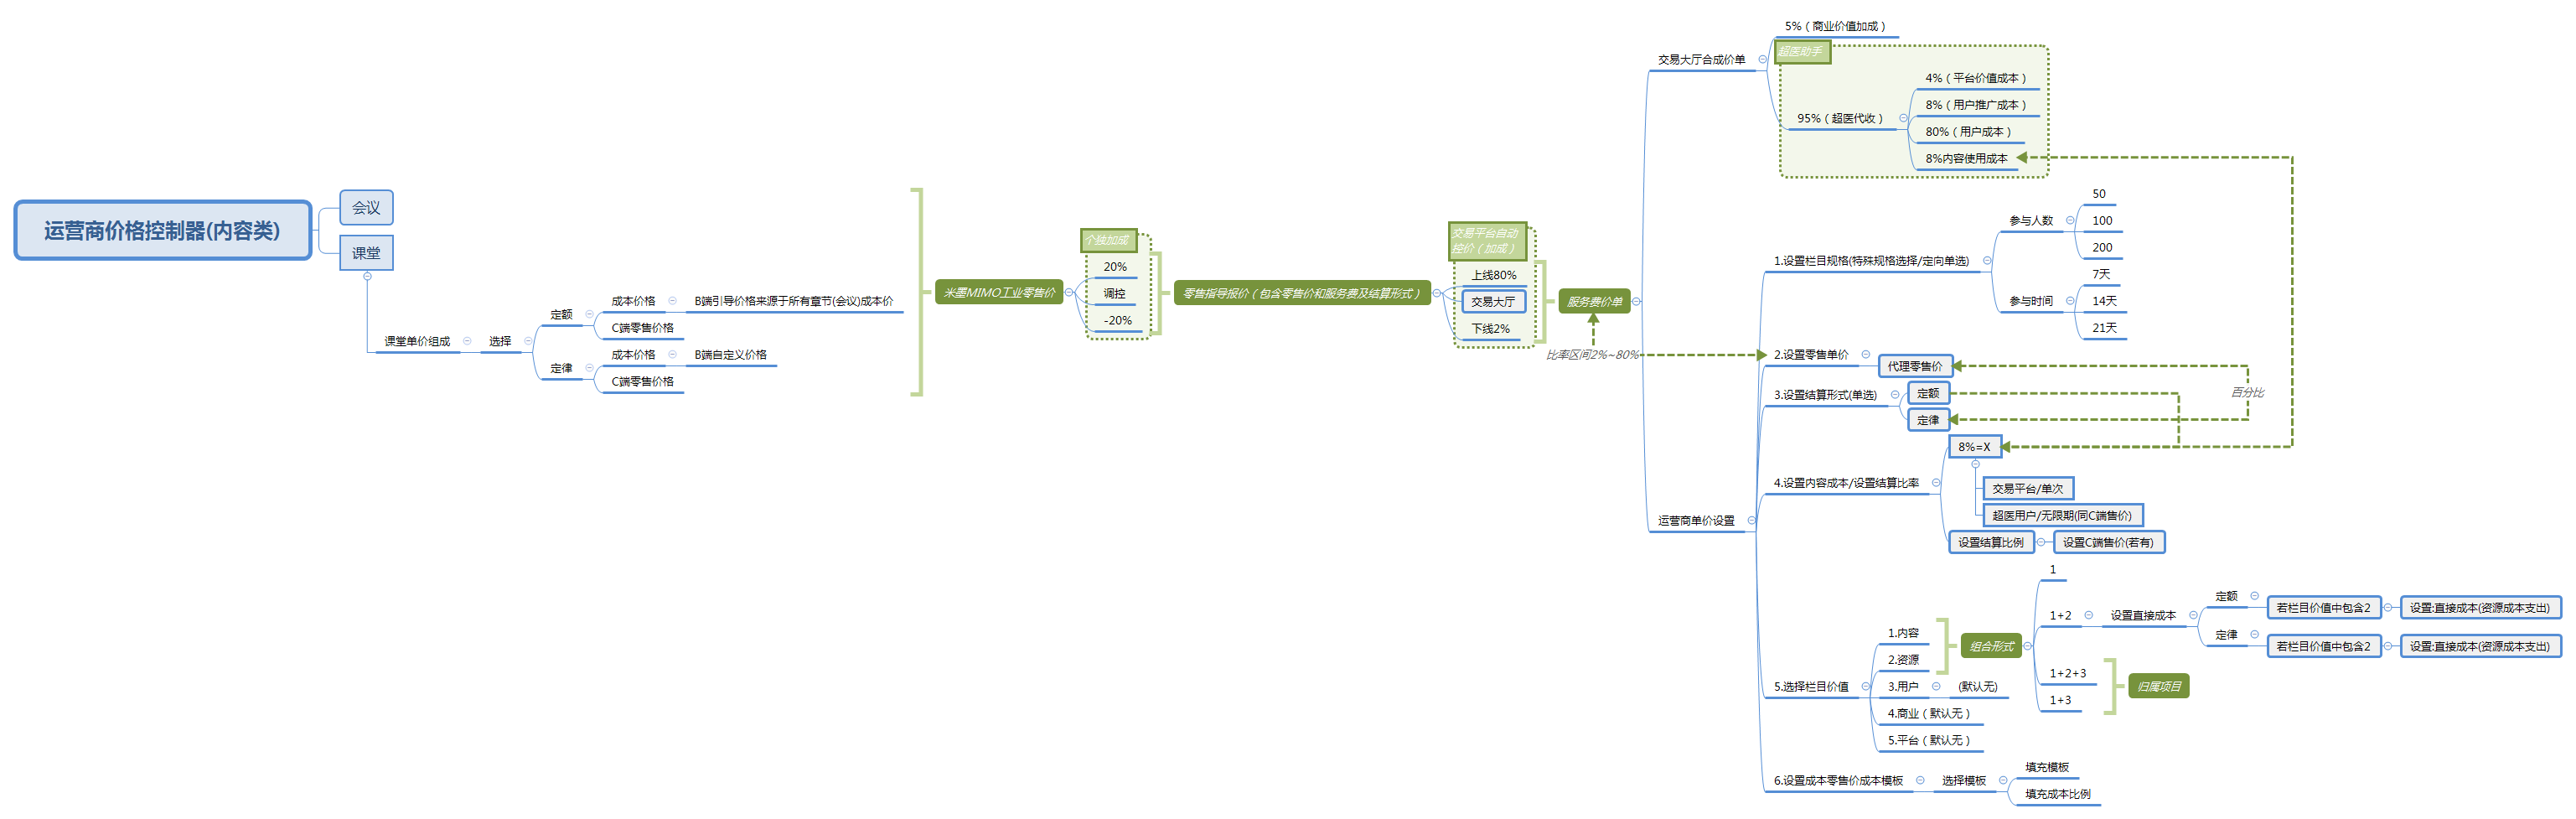 运营商价格控制器(内容类)
会议
课堂
课堂单价组成
选择
定额
成本价格
B端引导价格来源于所有章节(会议)成本价
C端零售价格
定律
成本价格
B端自定义价格
C端零售价格
米墨MIMO工业零售价
个独加成
20%
调控
-20%
零售指导报价（包含零售价和服务费及结算形式）
交易平台自动
控价（加成）
上线80%
交易大厅
下线2%
服务费价单
比率区间2%~80%
交易大厅合成价单
5%（商业价值加成）
超医助手
95%（超医代收）
4%（平台价值成本）
8%（用户推广成本）
80%（用户成本）
8%内容使用成本
运营商单价设置
1.设置栏目规格(特殊规格选择/定向单选)
参与人数
50
100
200
参与时间
7天
14天
21天
2.设置零售单价
代理零售价
百分比
3.设置结算形式(单选)
定额
定律
4.设置内容成本/设置结算比率
8%=X
交易平台/单次
超医用户/无限期(同C端售价)
设置结算比例
设置C端售价(若有)
5.选择栏目价值
1.内容
2.资源
3.用户
(默认无)
4.商业（默认无）
5.平台（默认无）
组合形式
1
1+2
设置直接成本
定额
若栏目价值中包含2
设置:直接成本(资源成本支出)
定律
若栏目价值中包含2
设置:直接成本(资源成本支出)
1+2+3
1+3
归属项目
6.设置成本零售价成本模板
选择模板
填充模板
填充成本比例